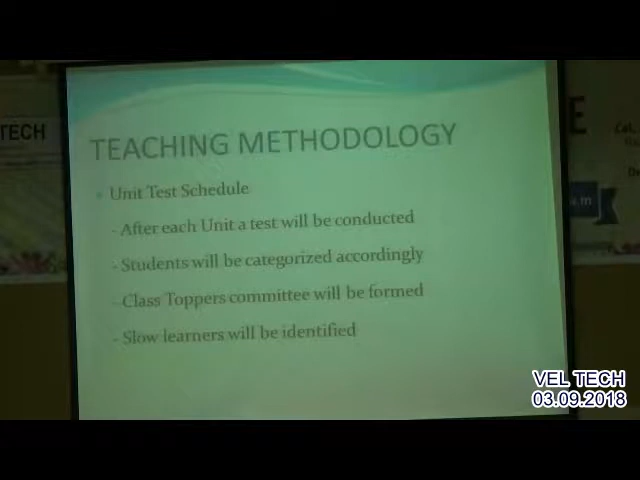 TECH
TEACHING METHODOLOGY
Unit Test Schedule
- After each Unit a test will be conducted
- Students will be categorized accordingly
- Class Toppers committee will be formed
- Slow learners will be identified
VEL TECH
03.09.2018